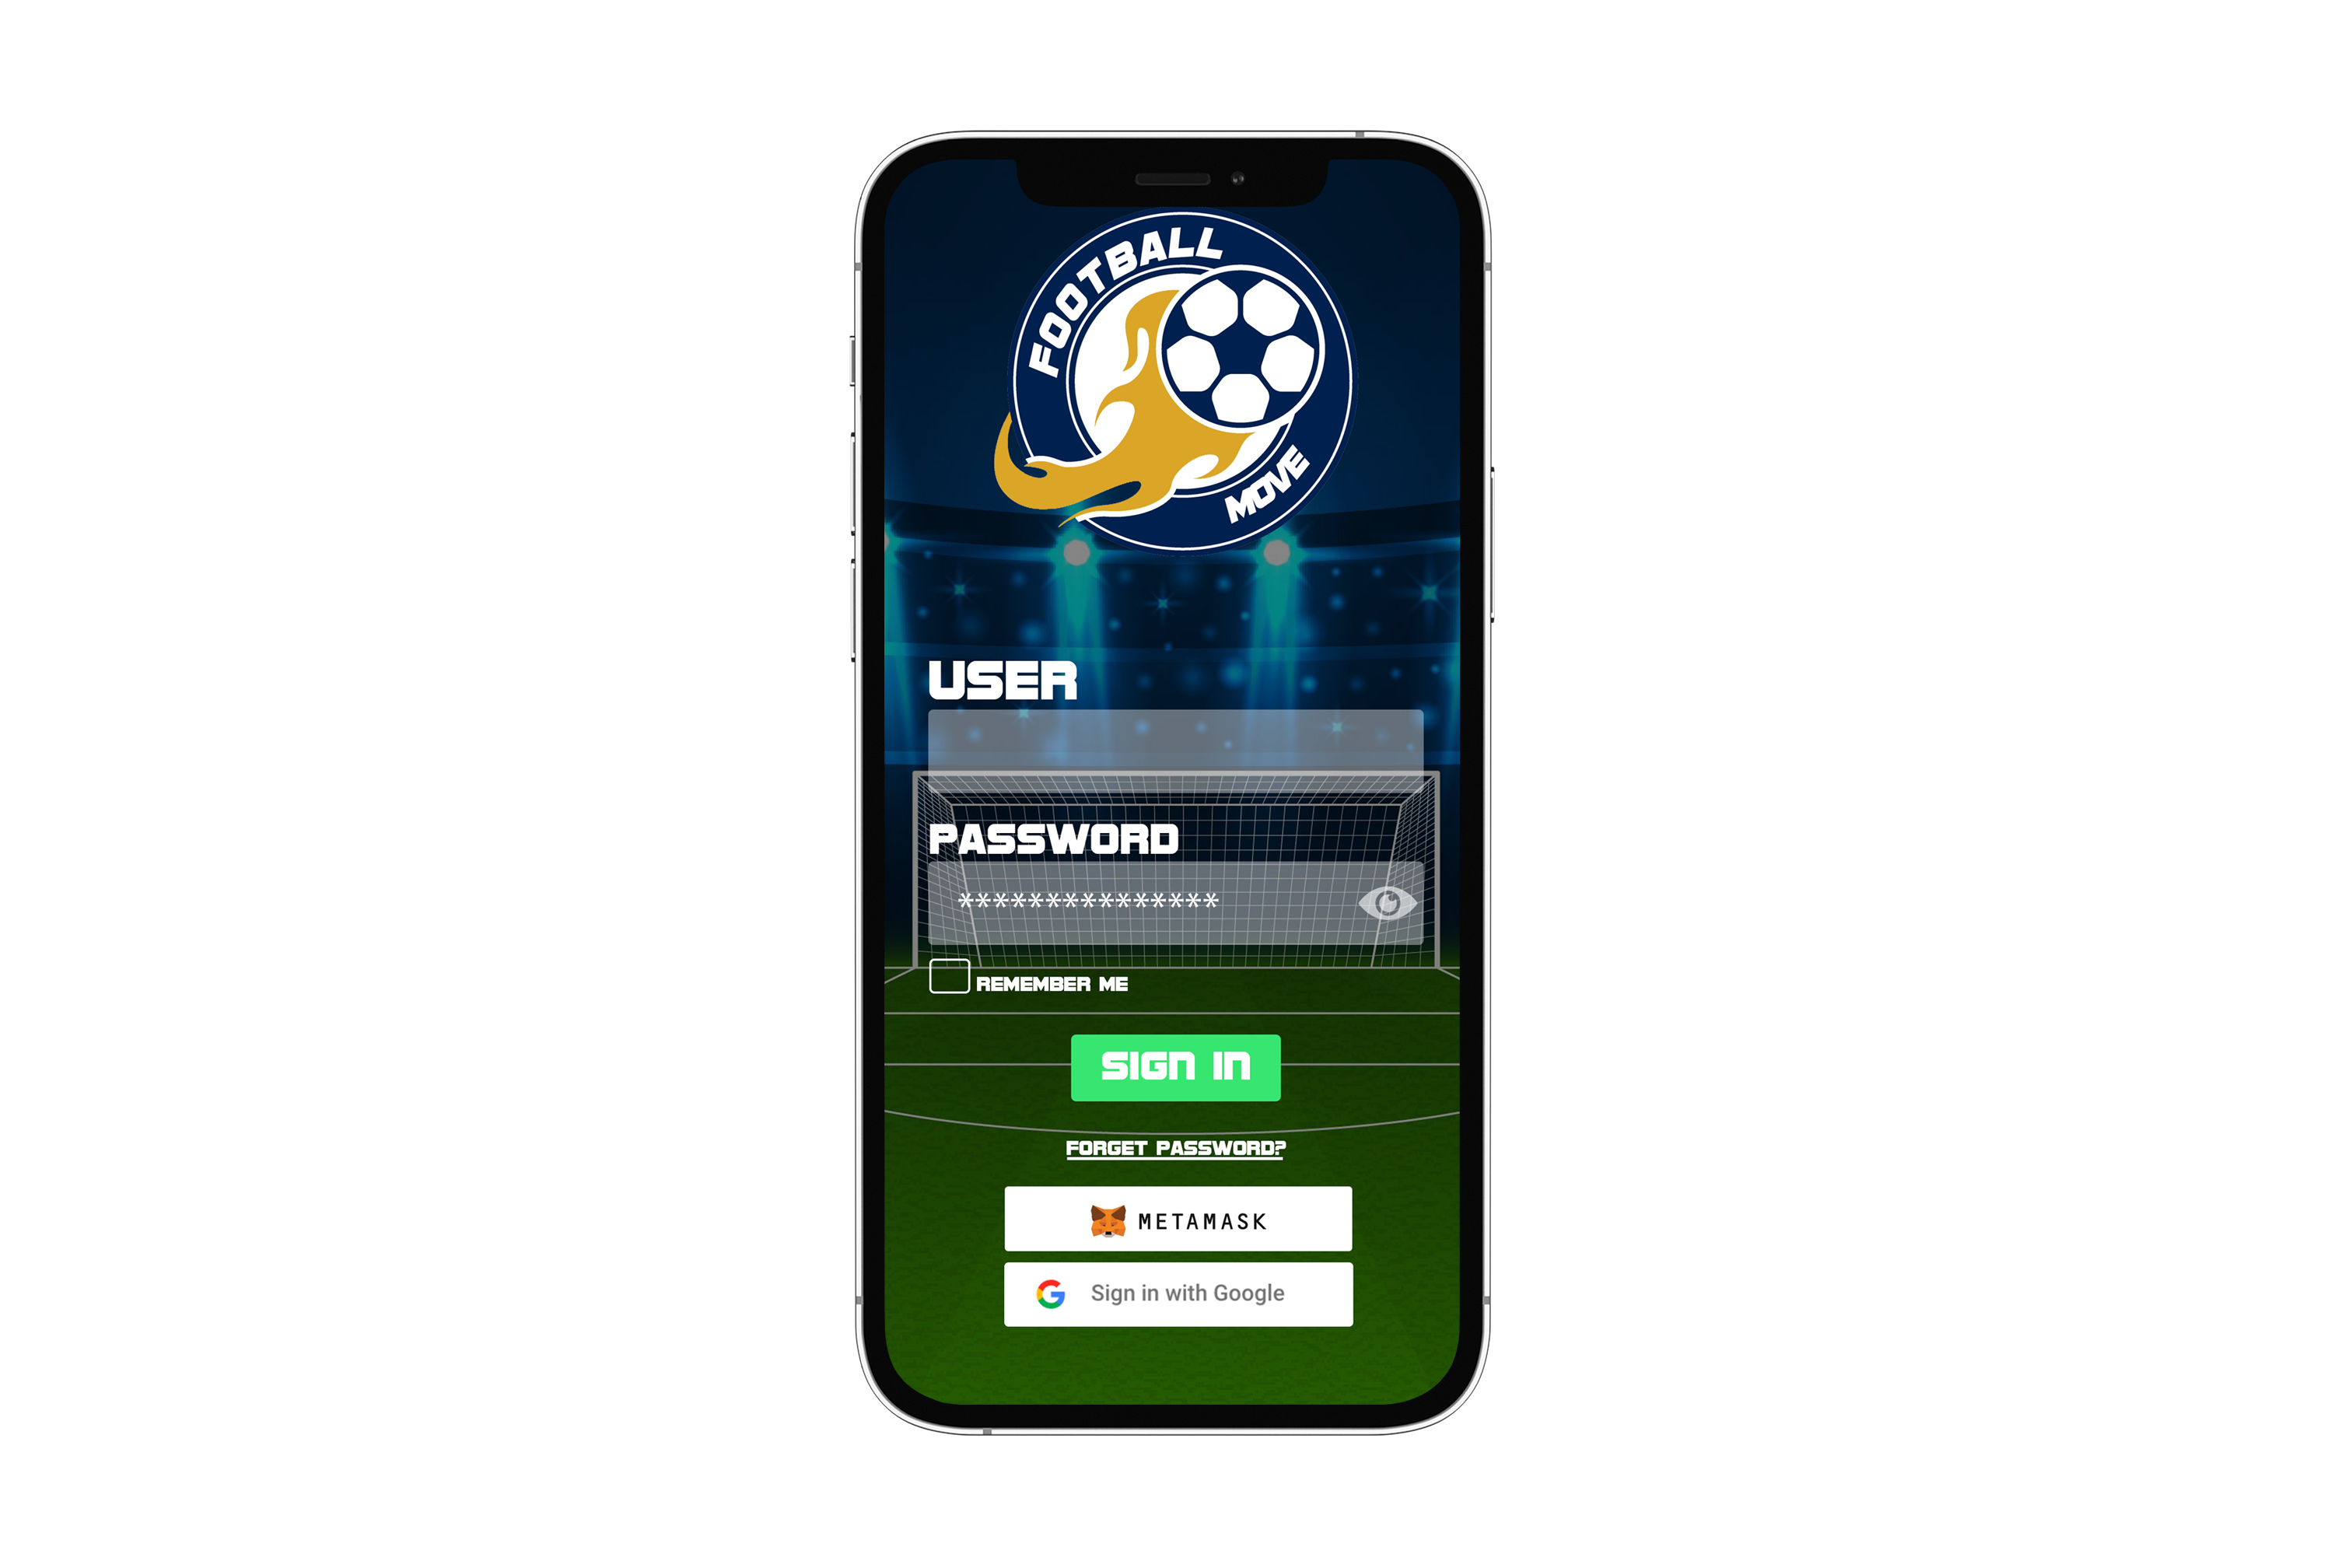 FOOTBALL
MOVE
USER
PASSWORD
***************
REMEMBER ME
SIGN IN
FORGET PASSWORD?
METAMASK
Sign in with Google